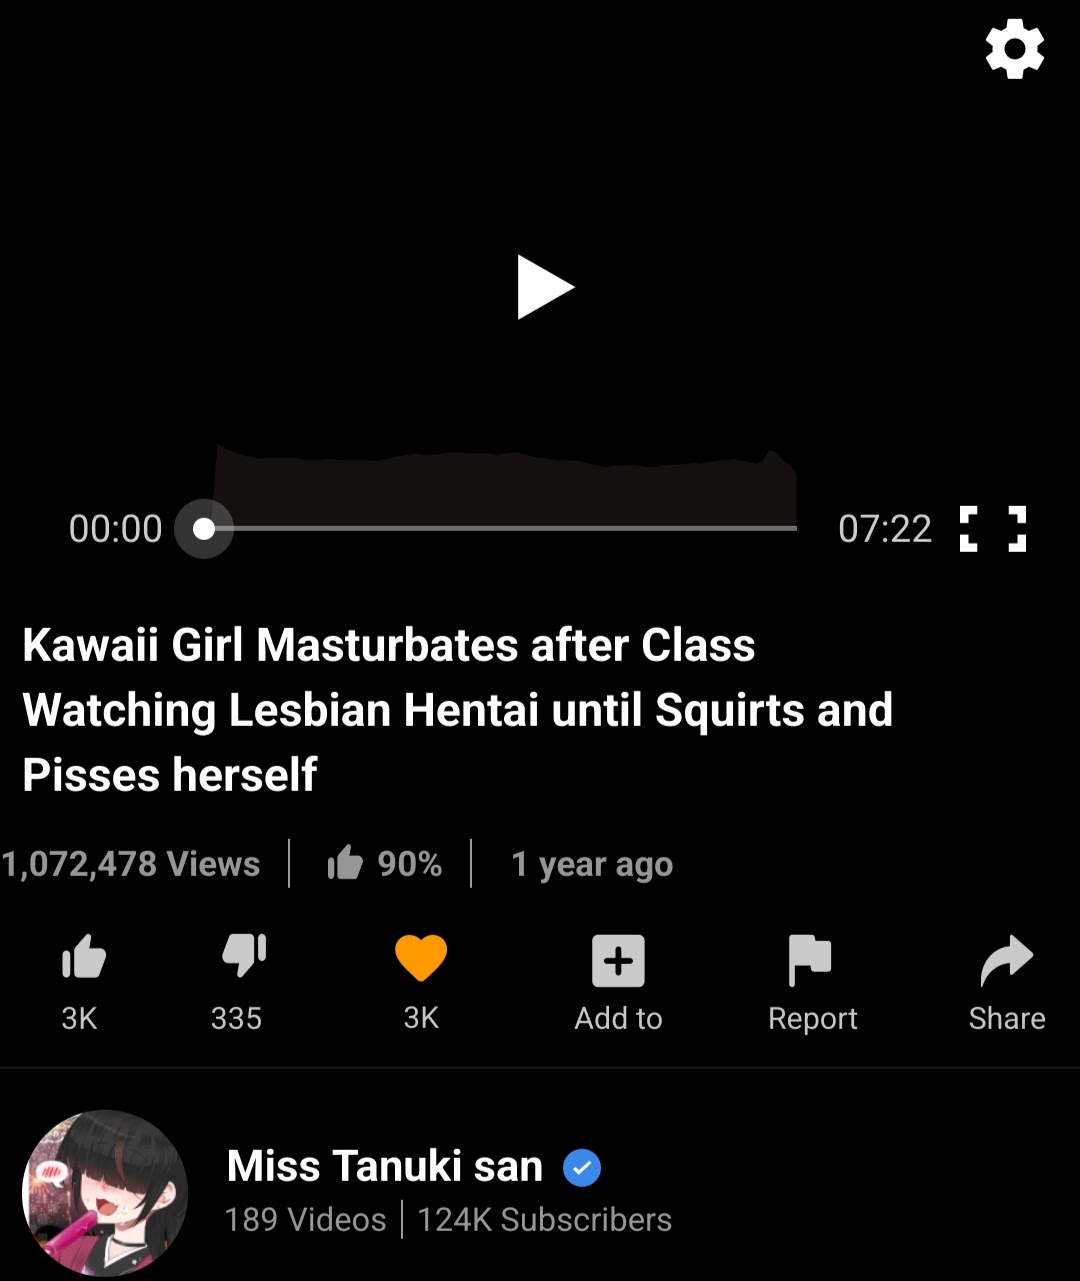 00:00
07:22
Kawaii Girl Masturbates after Class
Watching Lesbian Hentai until Squirts and
Pisses herself
1,072,478 Views
90%
1 year ago
3K
335
3K
Add to
Report
Share
Miss Tanuki san
189 Videos
124K Subscribers